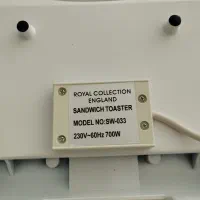 ROYAL COLLECTION
ENGLAND
SANDWICH TOASTER
MODEL NO:SW-033
230V~60Hz 700W